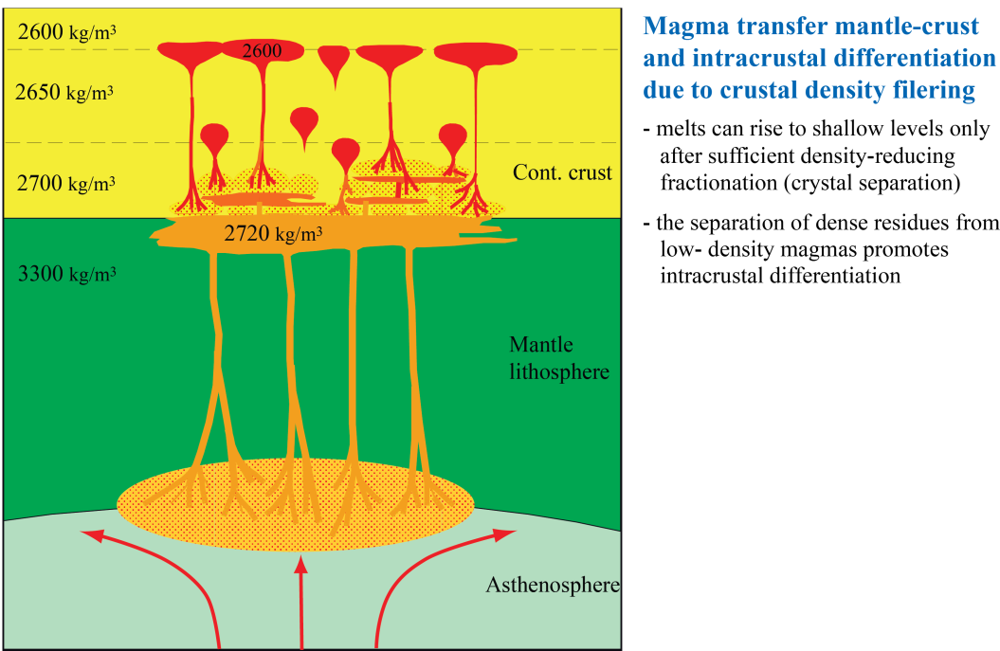 2600 kg/m³
2600
2650 kg/m³
2700 kg/m³
Cont. crust
2720 kg/m³
3300 kg/m³
Mantle
lithosphere
Asthenosphere
Magma transfer mantle-crust
and intracrustal differentiation
due to crustal density filering
- melts can rise to shallow levels only
after sufficient density-reducing
fractionation (crystal separation)
- the separation of dense residues from
low- density magmas promotes
intracrustal differentiation